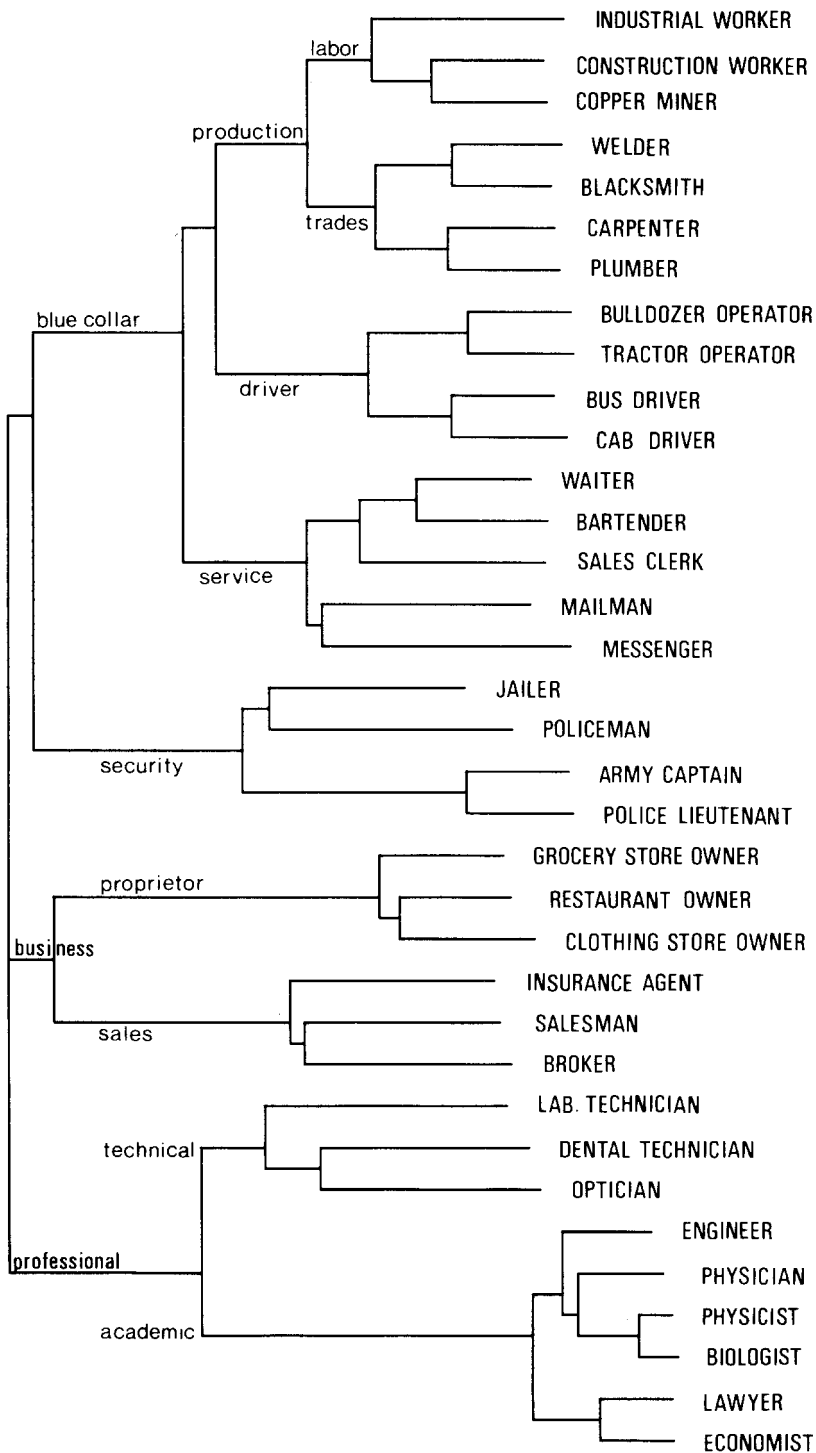 INDUSTRIAL WORKER
labor
CONSTRUCTION WORKER
COPPER MINER
production
WELDER
BLACKSMITH
trades
CARPENTER
PLUMBER
BULLDOZER OPERATOR
blue collar
TRACTOR OPERATOR
driver
BUS DRIVER
CAB DRIVER
WAITER
BARTENDER
SALES CLERK
service
MAILMAN
MESSENGER
JAILER
POLICEMAN
security
ARMY CAPTAIN
POLICE LIEUTENANT
GROCERY STORE OWNER
proprietor
RESTAURANT OWNER
CLOTHING STORE OWNER
business
INSURANCE AGENT
SALESMAN
sales
BROKER
LAB. TECHNICIAN
technical
DENTAL TECHNICIAN
OPTICIAN
ENGINEER
professional
PHYSICIAN
PHYSICIST
academic
BIOLOGIST
LAWYER
ECONOMIST